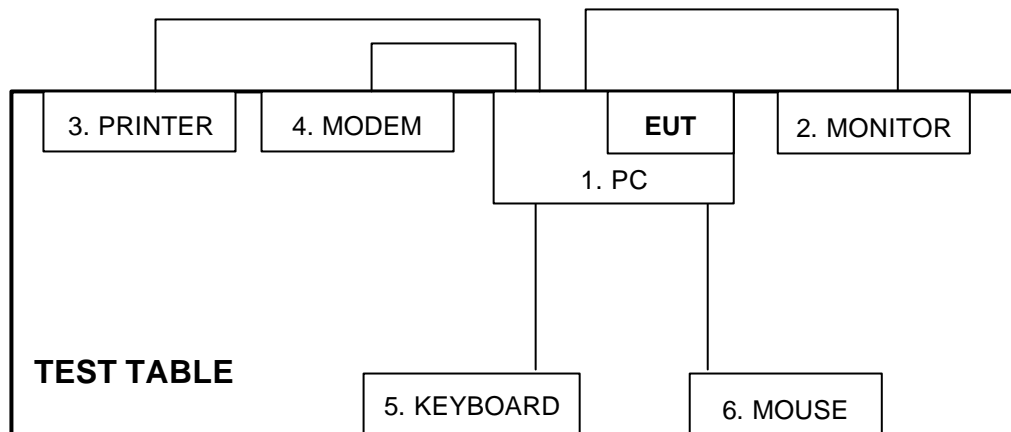 3. PRINTER
4. MODEM
EUT
2. MONITOR
1. PC
TEST TABLE
5. KEYBOARD
6. MOUSE